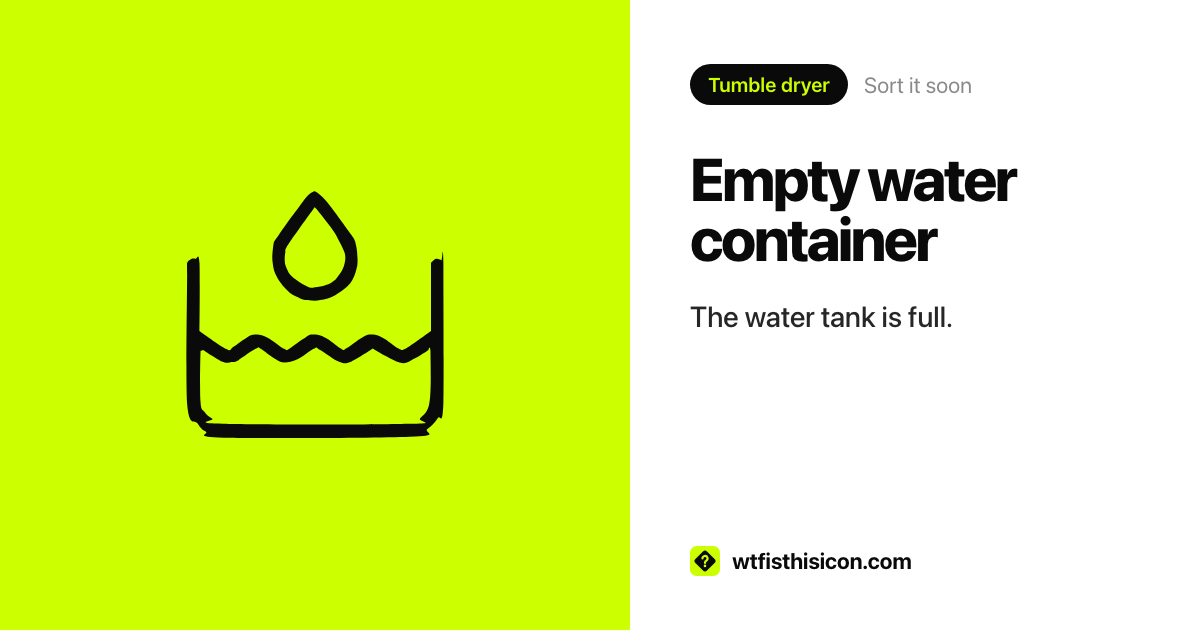 Tumble dryer Sort it soon
Empty water
container
The water tank is full.
? wtfisthisicon.com